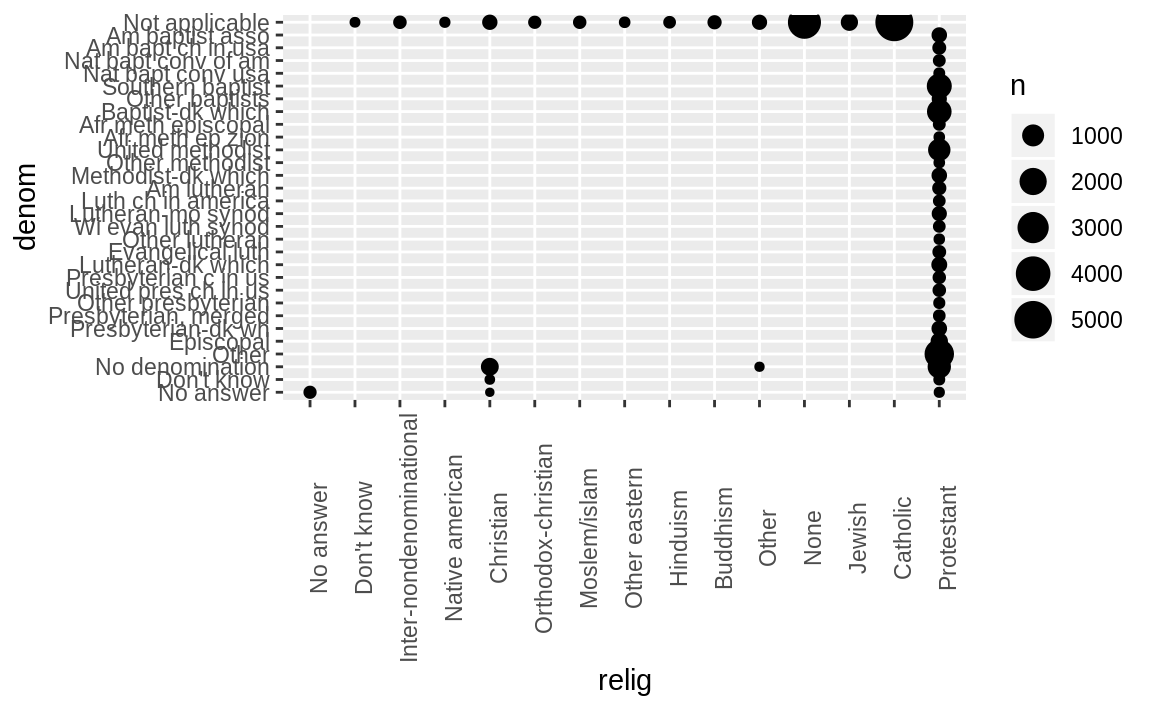 denom
Not applicable
Am baptist asso
Am bapt ch in usa
Nat bapt conv of am
Nat bapt conv usa
Southern baptist
Other baptists
Baptist-dk which
Afr meth episcopal
Afr meth ep zion
United methodist
Other methodist
Methodist-dk which
Am lutheran
Luth ch in america
Lutheran-mo synod
Wi evan luth synod
Other lutheran
Evangelical luth
Lutheran-dk which
Presbyterian c in us
United pres ch in us
Other presbyterian
Presbyterian, merged
Presbyterian-dk wh
Episcopal
Other
No denomination
Don't know
No answer
No answer
Don't know
Inter-nondenominational
Native american
Christian
Orthodox-christian
Moslem/islam
Other eastern
Hinduism
Buddhism
Other
None
Jewish
Catholic
Protestant
relig
n
1000
2000
3000
4000
5000